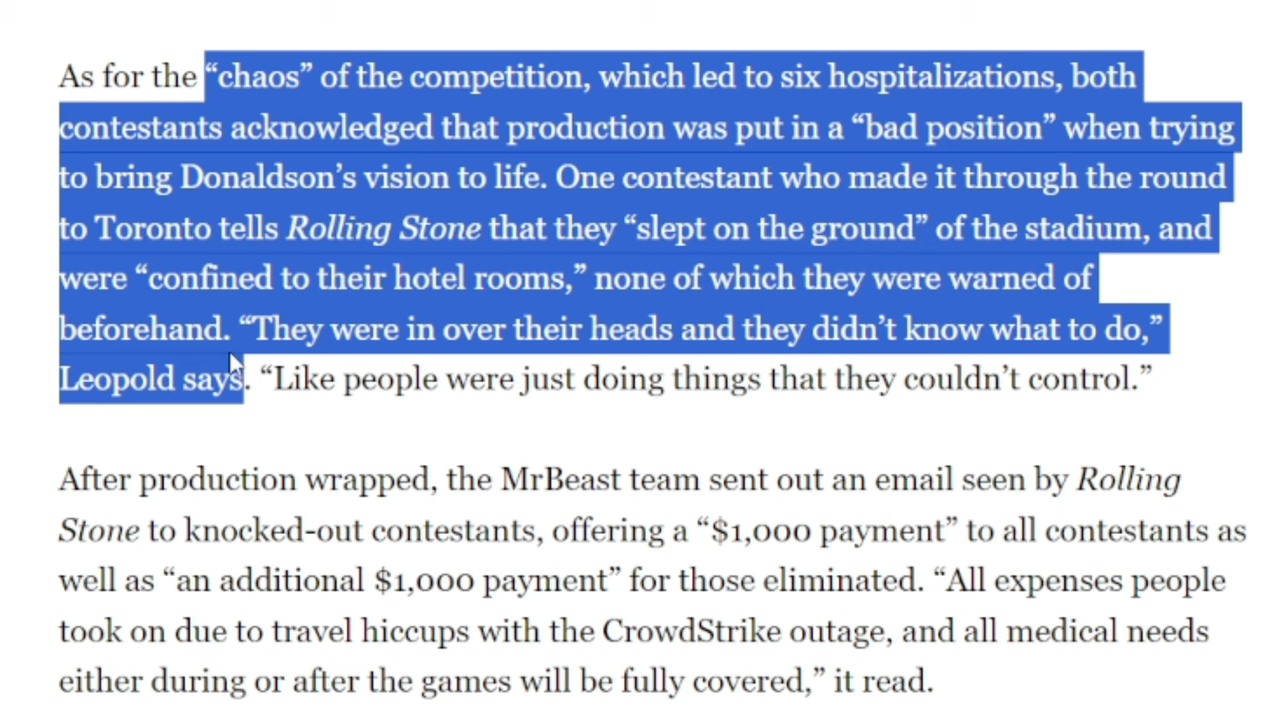 As for the “chaos” of the competition, which led to six hospitalizations, both
contestants acknowledged that production was put in a “bad position” when trying
to bring Donaldson’s vision to life. One contestant who made it through the round
to Toronto tells Rolling Stone that they “slept on the ground” of the stadium, and
were “confined to their hotel rooms,” none of which they were warned of
beforehand. “They were in over their heads and they didn’t know what to do,”
Leopold says. “Like people were just doing things that they couldn’t control.”
After production wrapped, the MrBeast team sent out an email seen by Rolling
Stone to knocked-out contestants, offering a “$1,000 payment” to all contestants as
well as “an additional $1,000 payment” for those eliminated. “All expenses people
took on due to travel hiccups with the CrowdStrike outage, and all medical needs
either during or after the games will be fully covered,” it read.